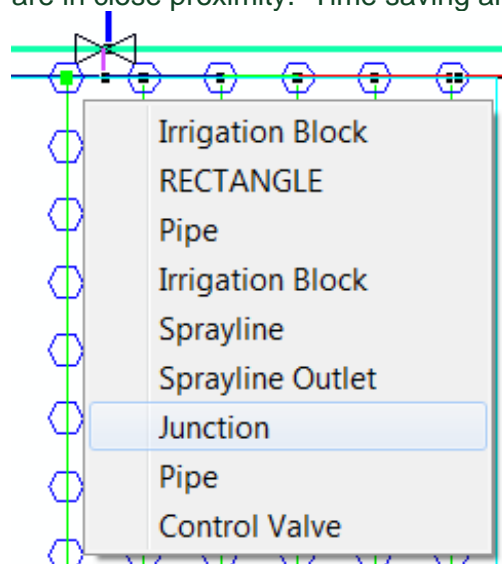 are in close proximity. Time saving an
Irrigation Block
RECTANGLE
Pipe
Irrigation Block
Sprayline
Sprayline Outlet
Junction
Pipe
Control Valve